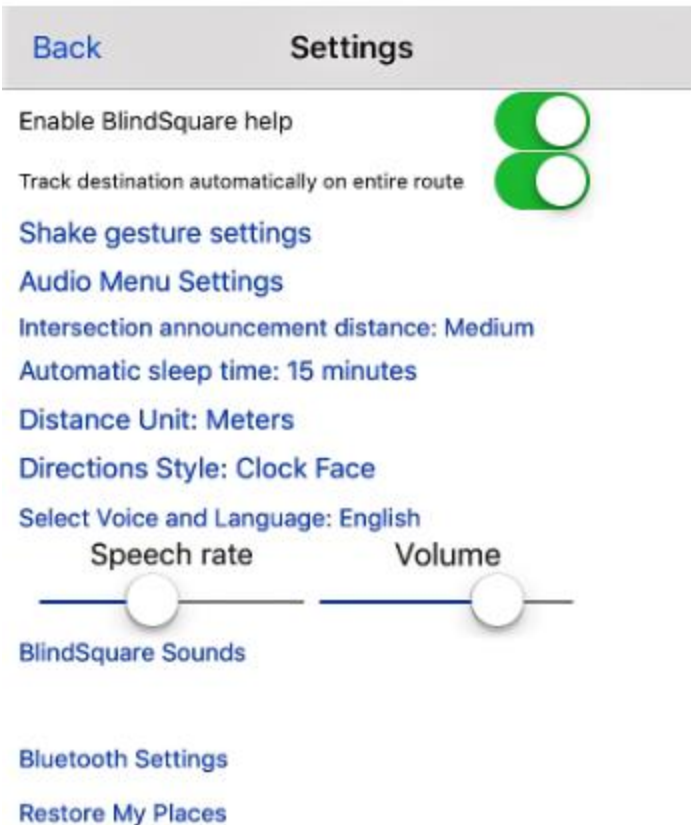 Back Settings
Enable BlindSquare help
Track destination automatically on entire route
Shake gesture settings
Audio Menu Settings
Intersection announcement distance: Medium
Automatic sleep time: 15 minutes
Distance Unit: Meters
Directions Style: Clock Face
Select Voice and Language: English
Speech rate Volume
BlindSquare Sounds
Bluetooth Settings
Restore My Places